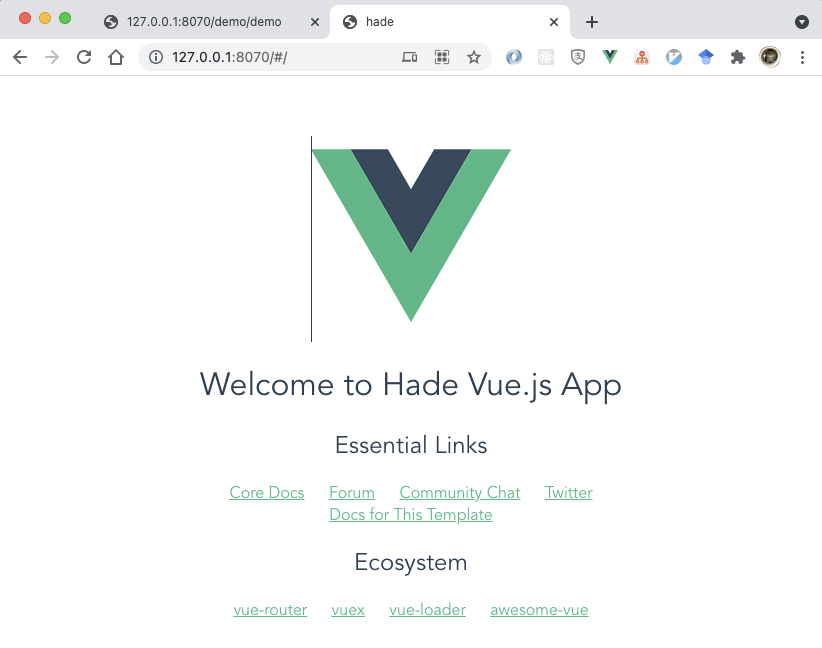 127.0.0.1:8070/demo/demo
hade
127.0.0.1:8070/#/
Welcome to Hade Vue.js App
Essential Links
Core Docs Forum Community Chat Twitter
Docs for This Template
Ecosystem
vue-router vuex vue-loader awesome-vue